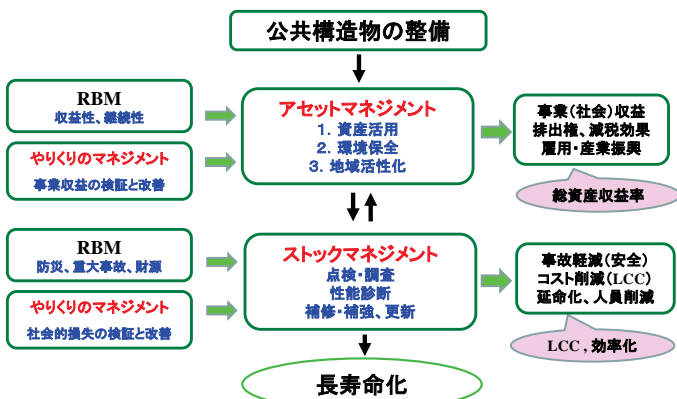 公共構造物の整備
RBM
収益性、継続性
やりくりのマネジメント
事業収益の検証と改善
アセットマネジメント
1. 資産活用
2. 環境保全
3. 地域活性化
事業(社会)収益
排出権、減税効果
雇用・産業振興
総資産収益率
RBM
防災、重大事故、財源
やりくりのマネジメント
社会的損失の検証と改善
ストックマネジメント
点検・調査
性能診断
補修・補強、更新
事故軽減(安全)
コスト削減(LCC)
延命化、人員削減
LCC , 効率化
長寿命化